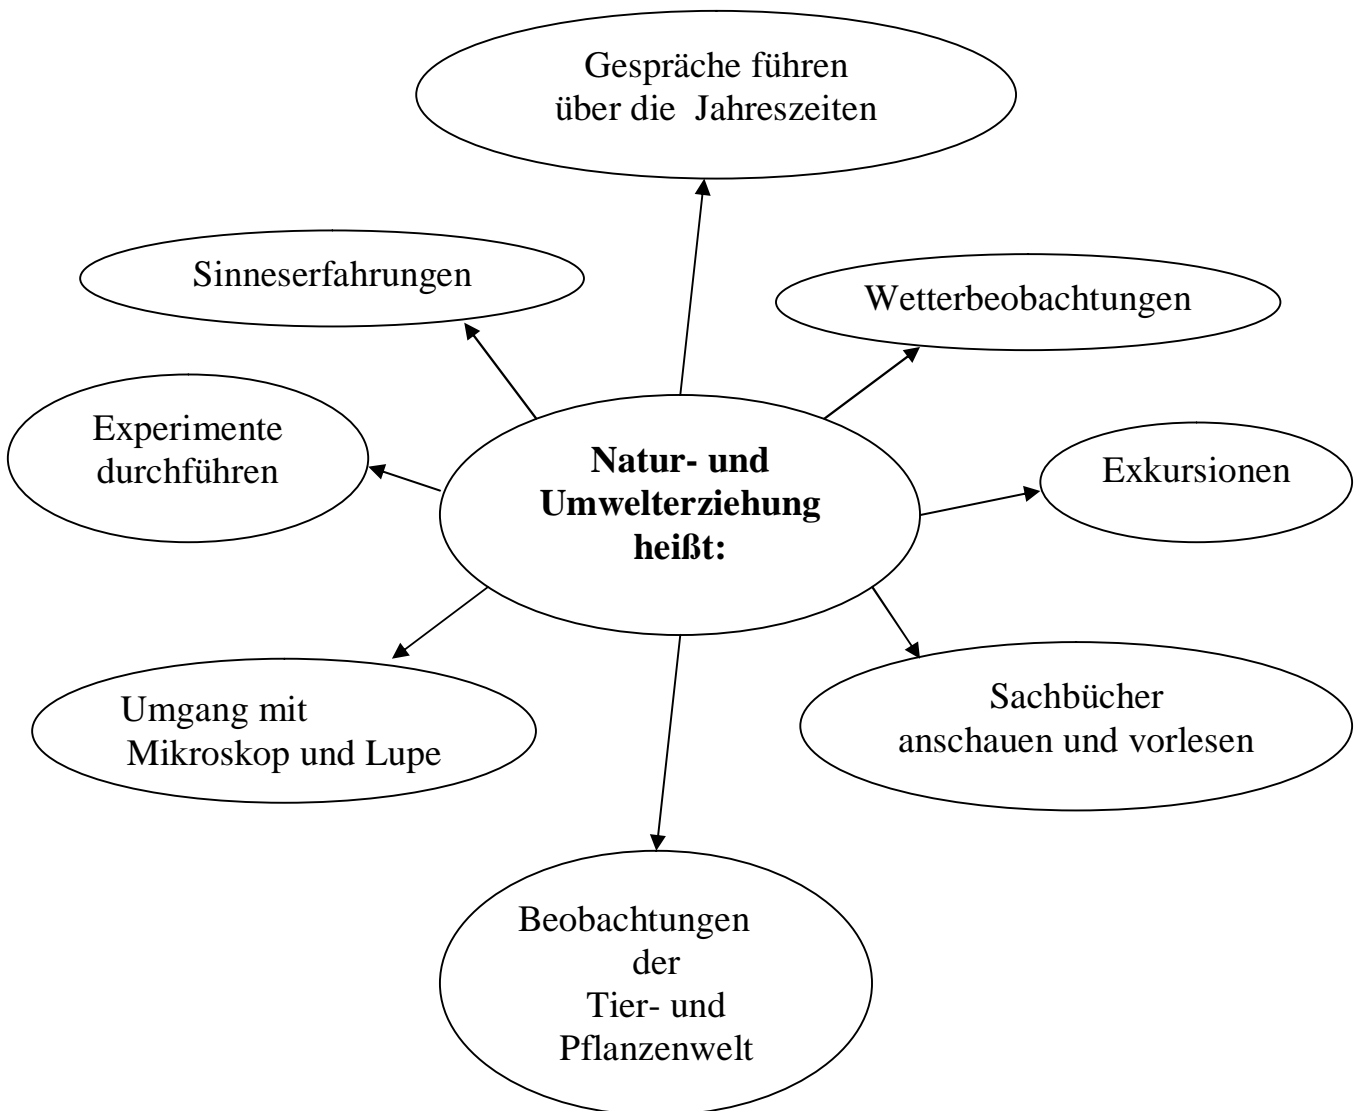 Gespräche führen
über die Jahreszeiten
Sinneserfahrungen
Wetterbeobachtungen
Experimente
durchführen
Natur- und
Umwelterziehung
heißt:
Exkursionen
Umgang mit
Mikroskop und Lupe
Sachbücher
anschauen und vorlesen
Beobachtungen
der
Tier- und
Pflanzenwelt